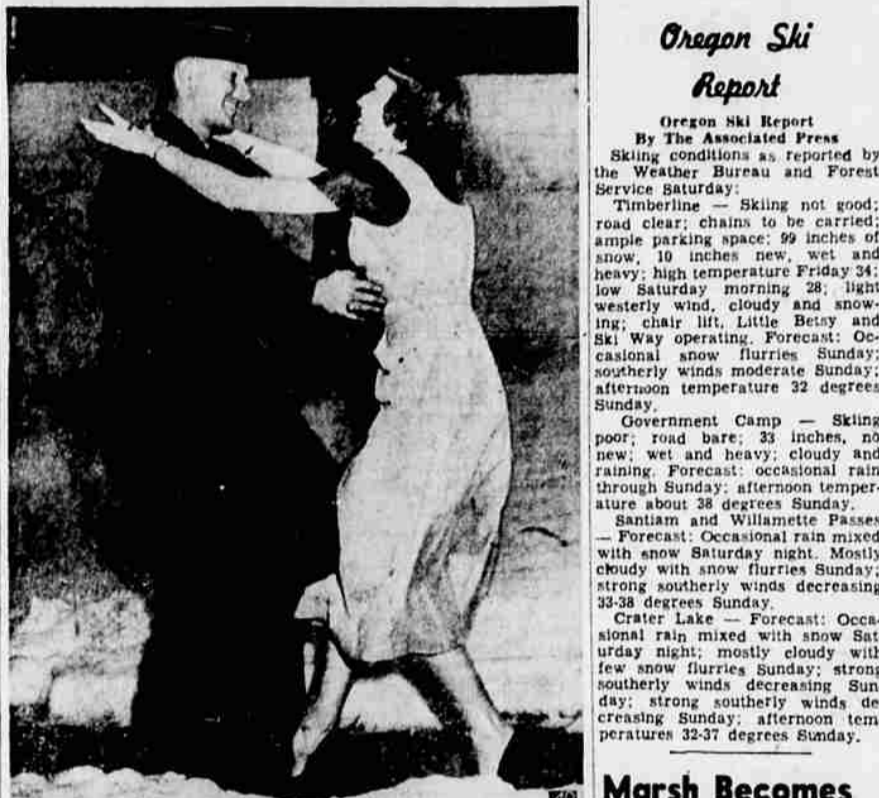 Oregon Ski
Report
Oregon Ski Report
By The Associated Press
Skiing conditions as reported by
the Weather Bureau and Forest
Service Saturday:
Timberline — Skiing not good;
road clear; chains to be carried;
ample parking space; 99 inches of
snow, 10 inches new, wet and
heavy; high temperature Friday 34;
low Saturday morning 28; light
westerly wind, cloudy and snow-
ing; chair lift, Little Betsy and
Ski Way operating. Forecast: Oc-
casional snow flurries Sunday;
southerly winds moderate Sunday;
afternoon temperature 32 degrees
Sunday.
Government Camp — Skiing
poor; road bare; 33 inches, no
new; wet and heavy; cloudy and
raining. Forecast: occasional rain
through Sunday; afternoon temper-
ature about 38 degrees Sunday.
Santiam and Willamette Passes
— Forecast: Occasional rain mixed
with snow Saturday night. Mostly
cloudy with snow flurries Sunday;
strong southerly winds decreasing
33-38 degrees Sunday.
Crater Lake — Forecast: Occa-
sional rain mixed with snow Sat
urday night; mostly cloudy with
few snow flurries Sunday; strong
southerly winds decreasing Sun
day; strong southerly winds de
creasing Sunday; afternoon tem
peratures 32-37 degrees Sunday.
Marsh Becomes